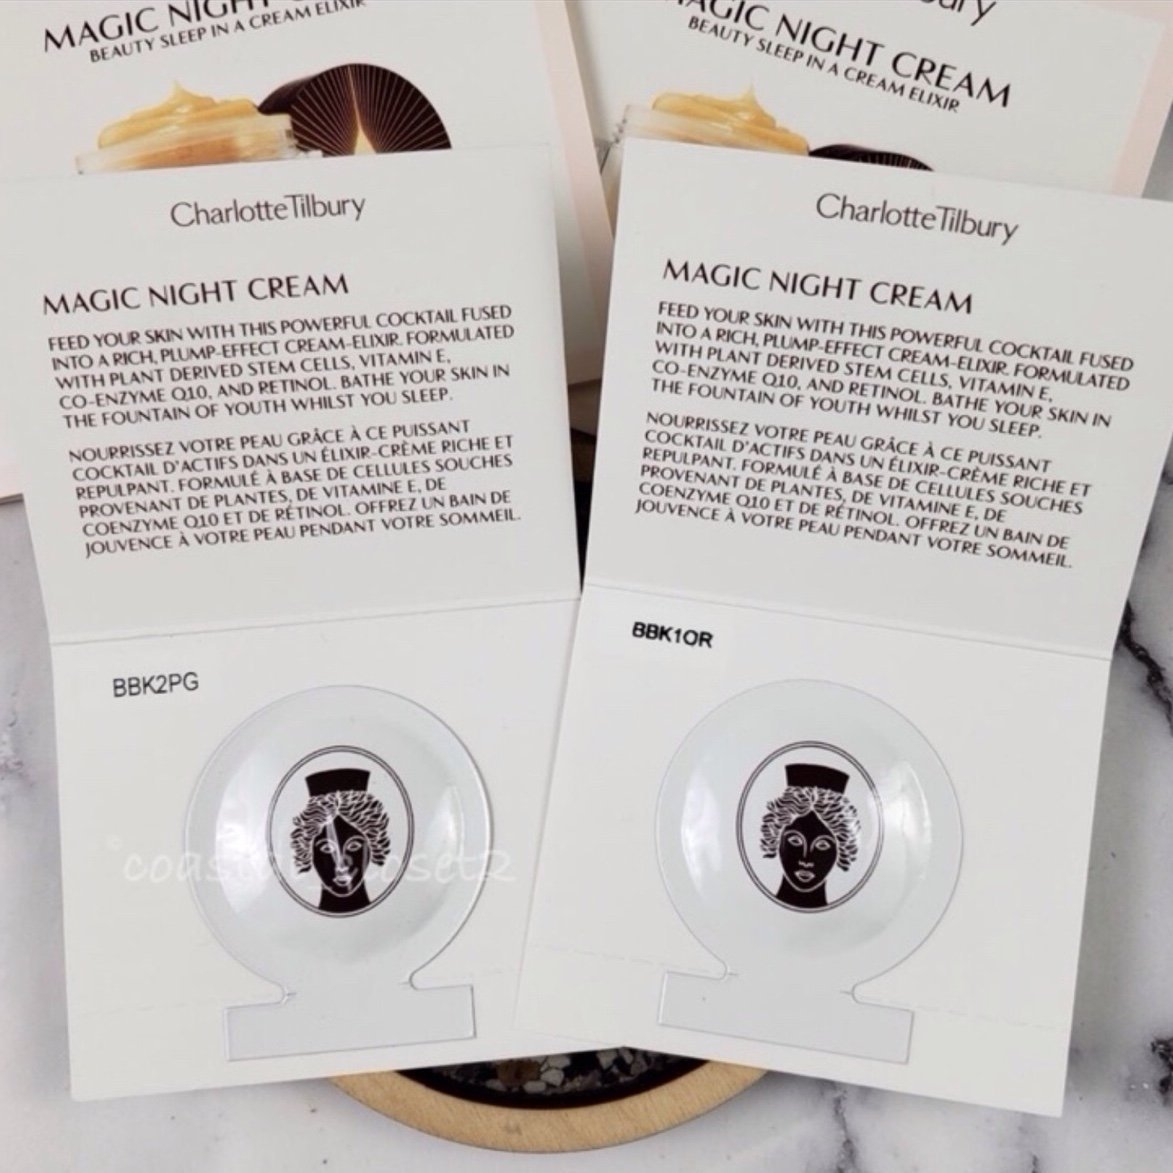 MAGIC NIGHT
BEAUTY SLEEP IN A CREAM ELIXIR
MAGIC NIGHT CREAM
BEAUTY SLEEP IN A CREAM ELIXIR
CharlotteTilbury
MAGIC NIGHT CREAM
FEED YOUR SKIN WITH THIS POWERFUL COCKTAIL FUSED
INTO A RICH, PLUMP-EFFECT CREAM-ELIXIR. FORMULATED
WITH PLANT DERIVED STEM CELLS, VITAMIN E,
CO-ENZYME Q10, AND RETINOL. BATHE YOUR SKIN IN
THE FOUNTAIN OF YOUTH WHILST YOU SLEEP.
NOURRISSEZ VOTRE PEAU GRÂCE À CE PUISSANT
COCKTAIL D'ACTIFS DANS UN ÉLIXIR-CRÈME RICHE ET
REPULPANT. FORMULÉ À BASE DE CELLULES SOUCHES
PROVENANT DE PLANTES, DE VITAMINE E, DE
COENZYME Q10 ET DE RÉTINOL. OFFREZ UN BAIN DE
JOUVENCE À VOTRE PEAU PENDANT VOTRE SOMMEIL.
BBK2PG
CharlotteTilbury
MAGIC NIGHT CREAM
FEED YOUR SKIN WITH THIS POWERFUL COCKTAIL FUSED
INTO A RICH, PLUMP-EFFECT CREAM-ELIXIR. FORMULATED
WITH PLANT DERIVED STEM CELLS, VITAMIN E,
CO-ENZYME Q10, AND RETINOL. BATHE YOUR SKIN IN
THE FOUNTAIN OF YOUTH WHILST YOU SLEEP.
NOURRISSEZ VOTRE PEAU GRÂCE À CE PUISSANT
COCKTAIL D'ACTIFS DANS UN ÉLIXIR-CRÈME RICHE ET
REPULPANT. FORMULÉ À BASE DE CELLULES SOUCHES
PROVENANT DE PLANTES, DE VITAMINE E, DE
COENZYME Q10 ET DE RÉTINOL. OFFREZ UN BAIN DE
JOUVENCE À VOTRE PEAU PENDANT VOTRE SOMMEIL.
BBK1OR